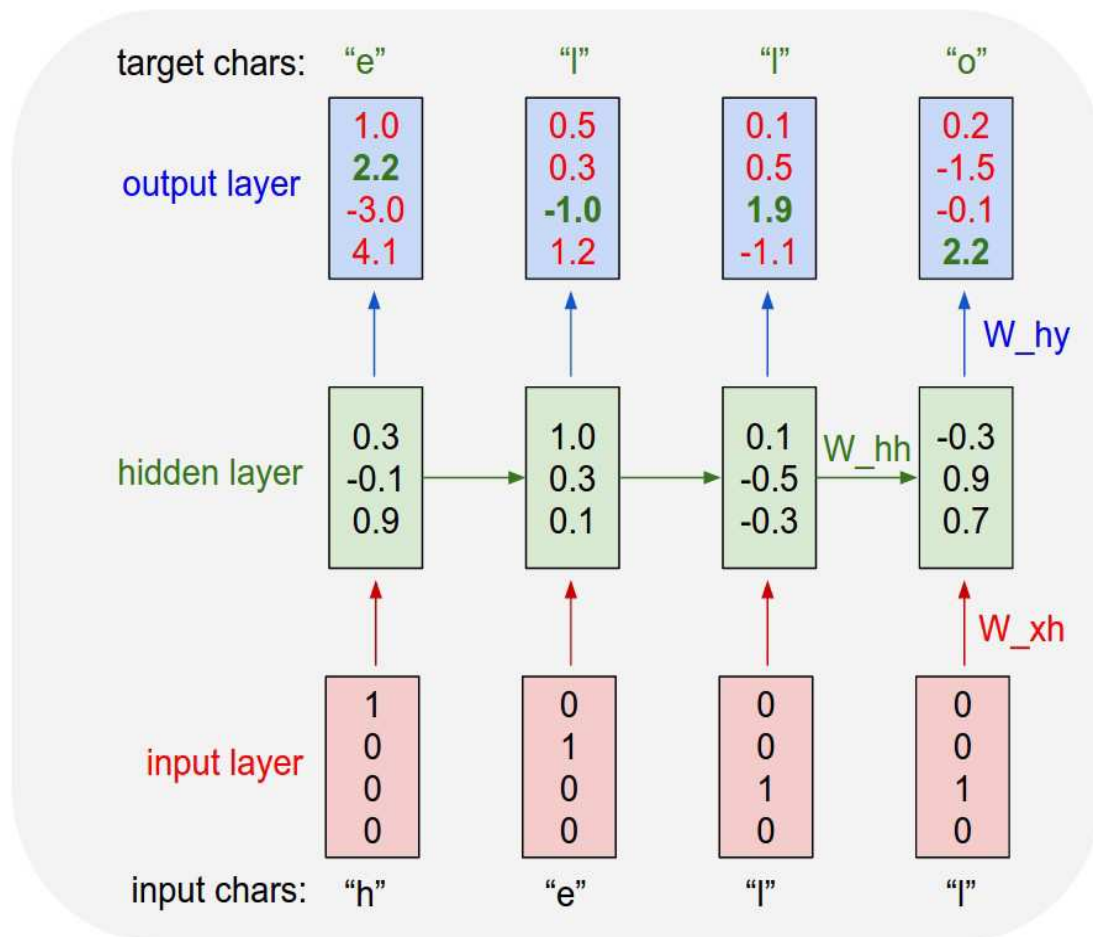 target chars: “e” “l” “l” “o”
1.0 0.5 0.1 0.2
2.2 0.3 0.5 -1.5
output layer
-3.0 -1.0 1.9 -0.1
4.1 1.2 -1.1 2.2
W_hy
0.3 1.0 0.1 -0.3
W_hh
hidden layer
-0.1 0.3 -0.5 0.9
0.9 0.1 -0.3 0.7
W_xh
1 0 0 0
0 1 0 0
input layer
0 0 1 1
0 0 0 0
input chars: “h” “e” “l” “l”